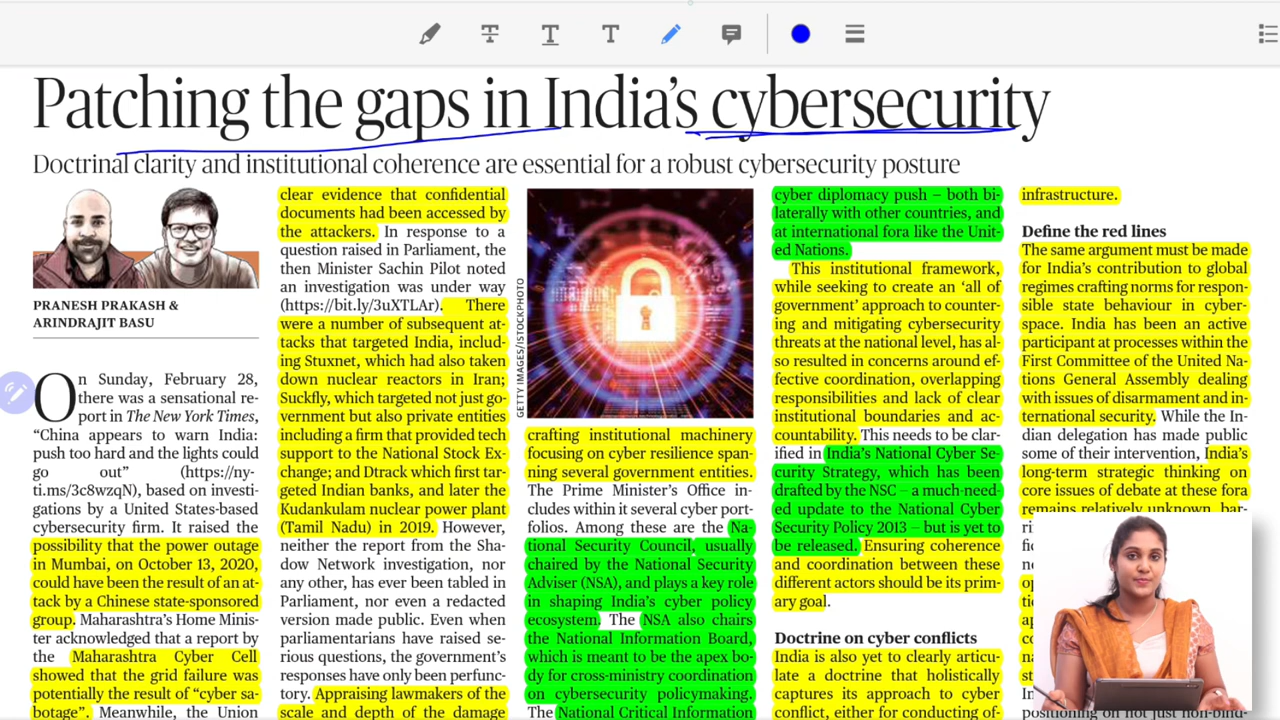 Patching the gaps in India's cybersecurity
Doctrinal clarity and institutional coherence are essential for a robust cybersecurity posture
PRANESH PRAKASH &
ARINDRAJIT BASU
On Sunday, February 28,
there was a sensational re-
port in The New York Times,
“China appears to warn India:
push too hard and the lights could
go out” (https://ny-
ti.ms/3c8wzqN), based on investi-
gations by a United States-based
cybersecurity firm. It raised the
possibility that the power outage
in Mumbai, on October 13, 2020,
could have been the result of an at-
tack by a Chinese state-sponsored
group. Maharashtra's Home Minis-
ter acknowledged that a report by
the Maharashtra Cyber Cell
showed that the grid failure was
potentially the result of “cyber sa-
botage”. Meanwhile, the Union
clear evidence that confidential
documents had been accessed by
the attackers. In response to a
question raised in Parliament, the
then Minister Sachin Pilot noted
an investigation was under way
(https://bit.ly/3uXTLAr). There
were a number of subsequent at-
tacks that targeted India, includ-
ing Stuxnet, which had also taken
down nuclear reactors in Iran;
Suckfly, which targeted not just go-
vernment but also private entities
including a firm that provided tech
support to the National Stock Ex-
change; and Dtrack which first tar-
geted Indian banks, and later the
Kudankulam nuclear power plant
(Tamil Nadu) in 2019. However,
neither the report from the Sha-
dow Network investigation, nor
any other, has ever been tabled in
Parliament, nor even a redacted
version made public. Even when
parliamentarians have raised se-
rious questions, the government's
responses have only been perfunc-
tory. Appraising lawmakers of the
scale and depth of the damage
GETTY IMAGES/ISTOCKPHOTO
crafting institutional machinery
focusing on cyber resilience span-
ning several government entities.
The Prime Minister's Office in-
cludes within it several cyber port-
folios. Among these are the Na-
tional Security Council, usually
chaired by the National Security
Adviser (NSA), and plays a key role
in shaping India's cyber policy
ecosystem. The NSA also chairs
the National Information Board,
which is meant to be the apex bo-
dy for cross-ministry coordination
on cybersecurity policymaking.
The National Critical Information
cyber diplomacy push – both bi-
laterally with other countries, and
at international fora like the Unit-
ed Nations.
This institutional framework,
while seeking to create an ‘all of
government’ approach to counter-
ing and mitigating cybersecurity
threats at the national level, has al-
so resulted in concerns around ef-
fective coordination, overlapping
responsibilities and lack of clear
institutional boundaries and ac-
countability. This needs to be clar-
ified in India's National Cyber Se-
curity Strategy, which has been
drafted by the NSC – a much-need-
ed update to the National Cyber
Security Policy 2013 – but is yet to
be released. Ensuring coherence
and coordination between these
different actors should be its prim-
ary goal.
Doctrine on cyber conflicts
India is also yet to clearly articu-
late a doctrine that holistically
captures its approach to cyber
conflict, either for conducting of-
infrastructure.
Define the red lines
The same argument must be made
for India's contribution to global
regimes crafting norms for respon-
sible state behaviour in cyber-
space. India has been an active
participant at processes within the
First Committee of the United Na-
tions General Assembly dealing
with issues of disarmament and in-
ternational security. While the In-
dian delegation has made public
some of their intervention, India's
long-term strategic thinking on
core issues of debate at these fora
remains relatively unknown, bar-